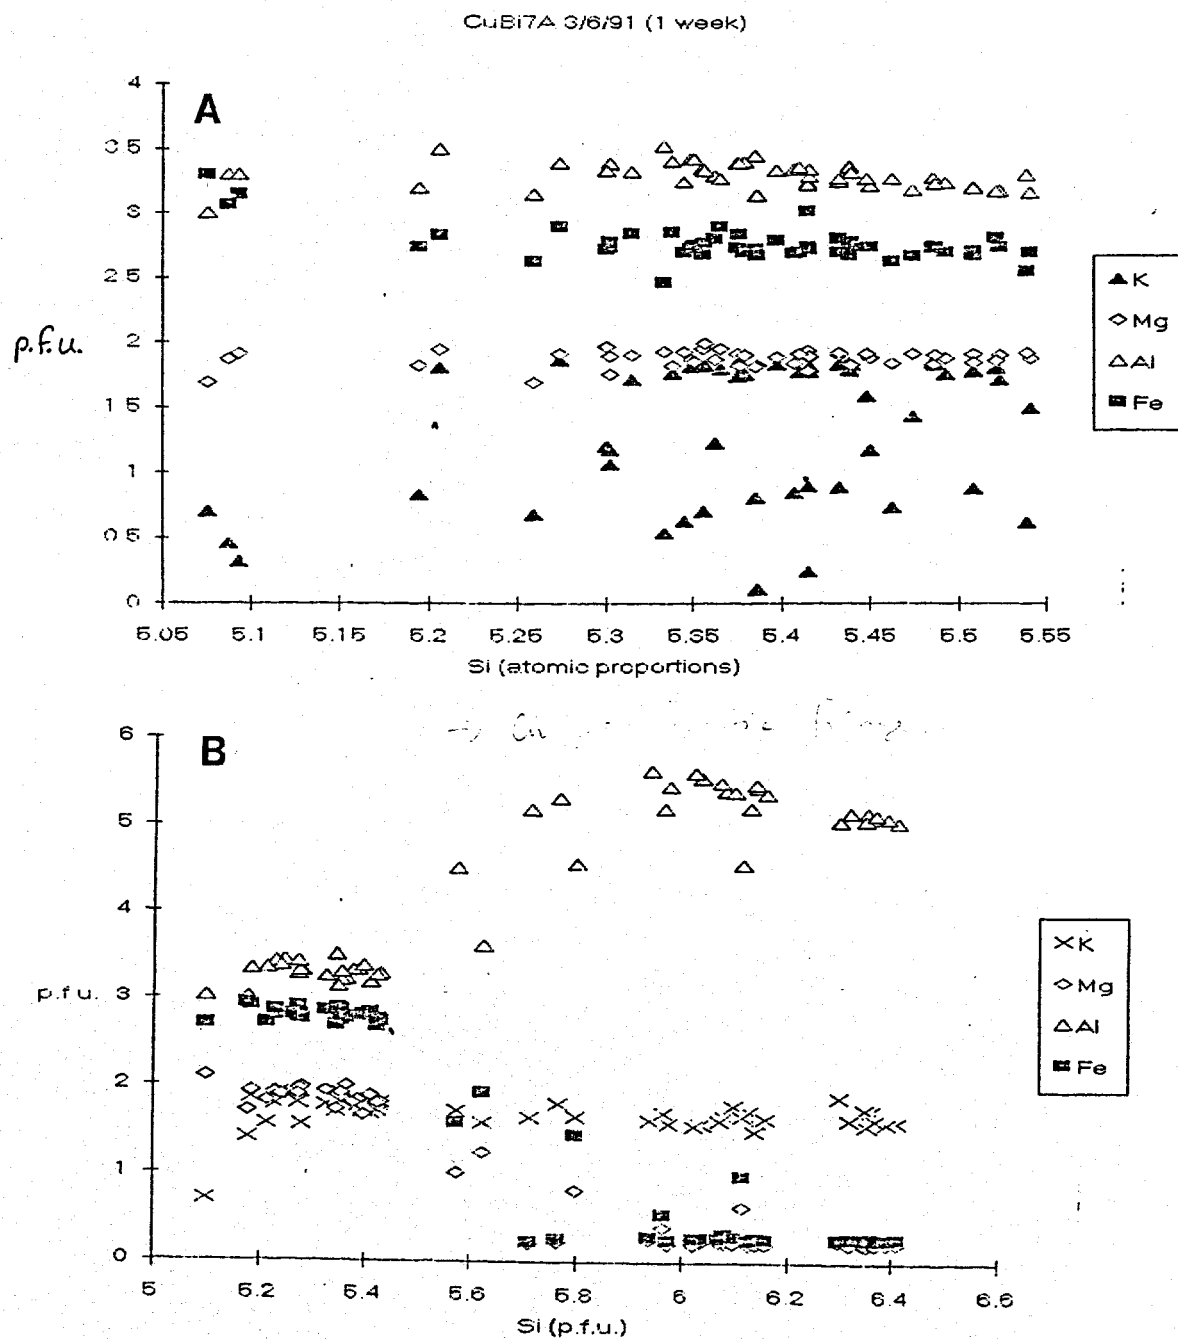 CuBi7A 3/6/91 (1 week)
A
4
3.5
3
2.5
2
1.5
1
0.5
0
p.f.u.
5.05 5.1 5.15 5.2 5.25 5.3 5.35 5.4 5.45 5.5 5.55
Si (atomic proportions)
K
Mg
Al
Fe
B
6
5
4
3
2
1
0
p.f.u.
5 5.2 5.4 5.6 5.8 6 6.2 6.4 6.6
Si (p.f.u.)
K
Mg
Al
Fe